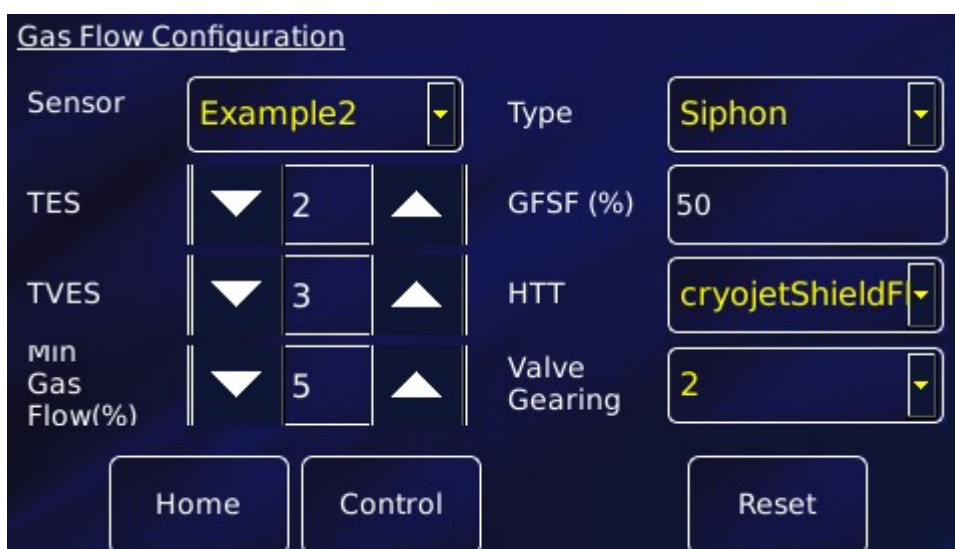 Gas Flow Configuration
Sensor
Example2
Type
Siphon
TES
2
GFSF (%)
50
TVES
3
HTT
cryojetShieldF
Min
Gas
Flow(%)
5
Valve
Gearing
2
Home
Control
Reset